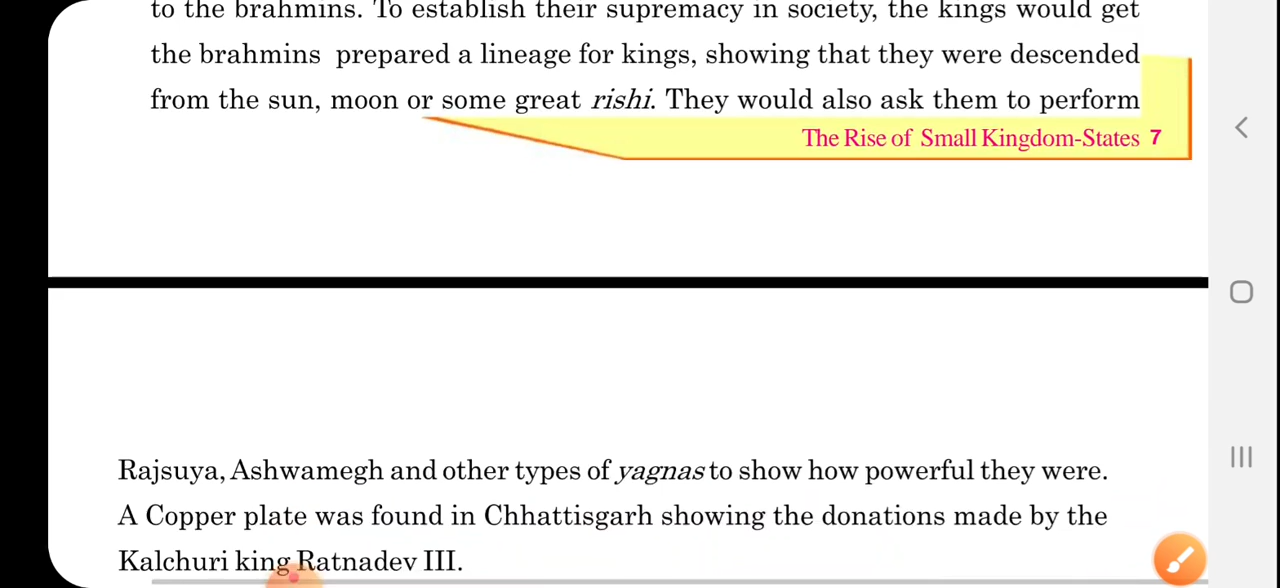 to the brahmins. To establish their supremacy in society, the kings would get
the brahmins prepared a lineage for kings, showing that they were descended
from the sun, moon or some great rishi. They would also ask them to perform
The Rise of Small Kingdom-States 7
Rajsuya, Ashwamegh and other types of yagnas to show how powerful they were.
A Copper plate was found in Chhattisgarh showing the donations made by the
Kalchuri king Ratnadev III.